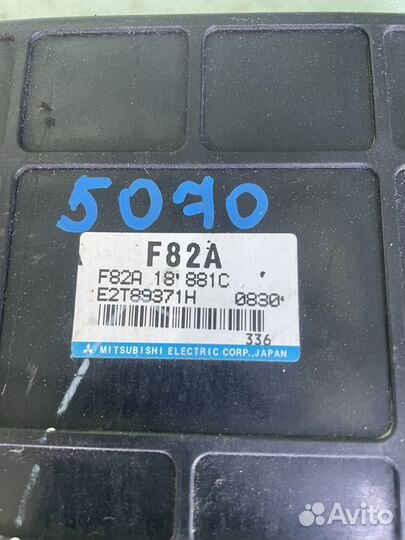 5070
F82A
F82A 18 881C
E2T89371H 0830
336
MITSUBISHI ELECTRIC CORP., JAPAN
Avito